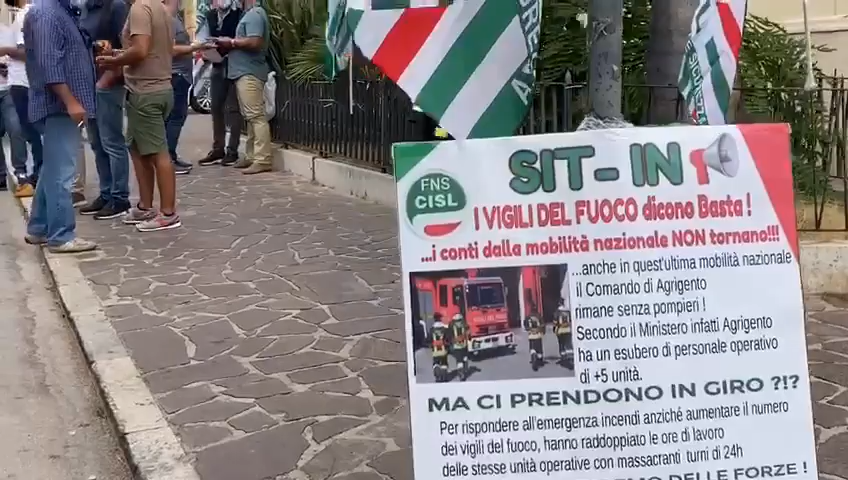 SIT-IN
FNS
CISL
I VIGILI DEL FUOCO dicono Basta!
...i conti dalla mobilità nazionale NON tornano!!!
...anche in quest'ultima mobilità nazionale
il Comando di Agrigento
rimane senza pompieri !
Secondo il Ministero infatti Agrigento
ha un esubero di personale operativo
di +5 unità.
MA CI PRENDONO IN GIRO ?!?
Per rispondere all'emergenza incendi anziché aumentare il numero
dei vigili del fuoco, hanno raddoppiato le ore di lavoro
delle stesse unità operative con massacranti turni di 24h
DELLE FORZE !